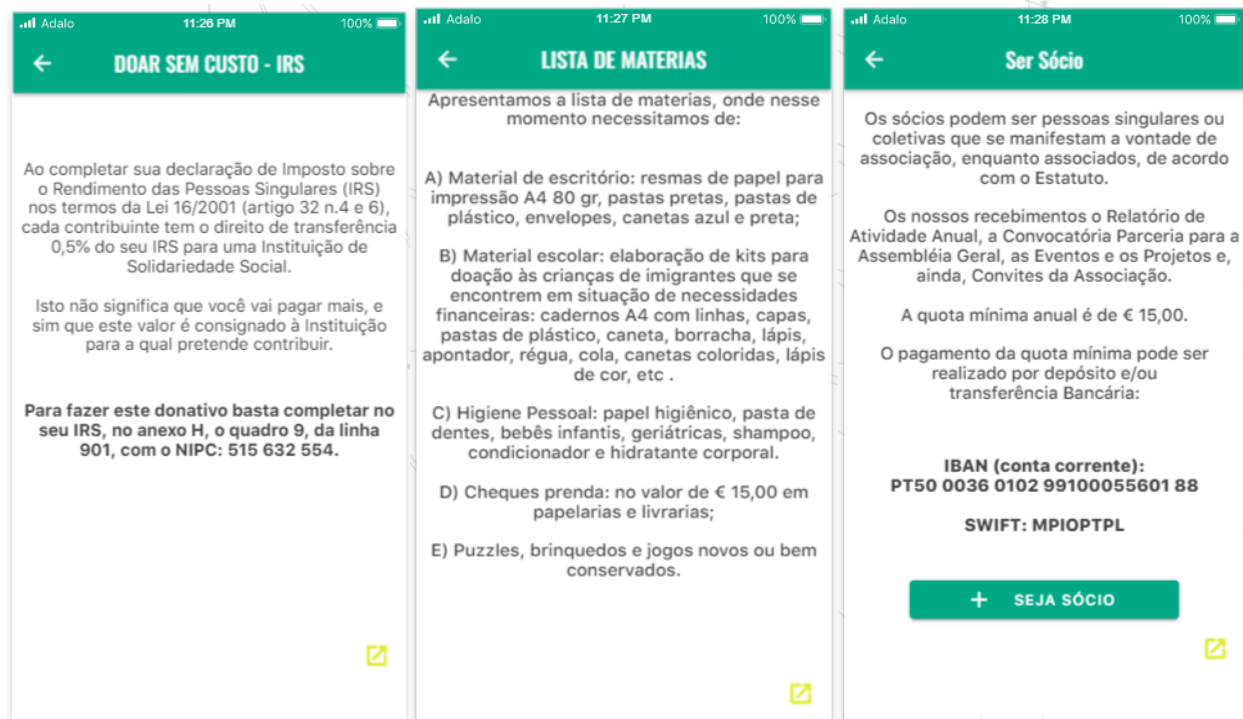 Adalo 11:26 PM 100%
DOAR SEM CUSTO - IRS
Ao completar sua declaração de Imposto sobre
o Rendimento das Pessoas Singulares (IRS)
nos termos da Lei 16/2001 (artigo 32 n.4 e 6),
cada contribuinte tem o direito de transferência
0,5% do seu IRS para uma Instituição de
Solidariedade Social.
Isto não significa que você vai pagar mais, e
sim que este valor é consignado à Instituição
para a qual pretende contribuir.
Para fazer este donativo basta completar no
seu IRS, no anexo H, o quadro 9, da linha
901, com o NIPC: 515 632 554.
Adalo 11:27 PM 100%
LISTA DE MATERIAS
Apresentamos a lista de materias, onde nesse
momento necessitamos de:
A) Material de escritório: resmas de papel para
impressão A4 80 gr, pastas pretas, pastas de
plástico, envelopes, canetas azul e preta;
B) Material escolar: elaboração de kits para
doação às crianças de imigrantes que se
encontrem em situação de necessidades
financeiras: cadernos A4 com linhas, capas,
pastas de plástico, caneta, borracha, lápis,
apontador, régua, cola, canetas coloridas, lápis
de cor, etc .
C) Higiene Pessoal: papel higiênico, pasta de
dentes, bebês infantis, geriátricas, shampoo,
condicionador e hidratante corporal.
D) Cheques prenda: no valor de € 15,00 em
papelarias e livrarias;
E) Puzzles, brinquedos e jogos novos ou bem
conservados.
Adalo 11:28 PM 100%
Ser Sócio
Os sócios podem ser pessoas singulares ou
coletivas que se manifestam a vontade de
associação, enquanto associados, de acordo
com o Estatuto.
Os nossos recebimentos o Relatório de
Atividade Anual, a Convocatória Parceria para a
Assembléia Geral, as Eventos e os Projetos e,
ainda, Convites da Associação.
A quota mínima anual é de € 15,00.
O pagamento da quota mínima pode ser
realizado por depósito e/ou
transferência Bancária:
IBAN (conta corrente):
PT50 0036 0102 99100055601 88
SWIFT: MPIOPTPL
+ SEJA SÓCIO